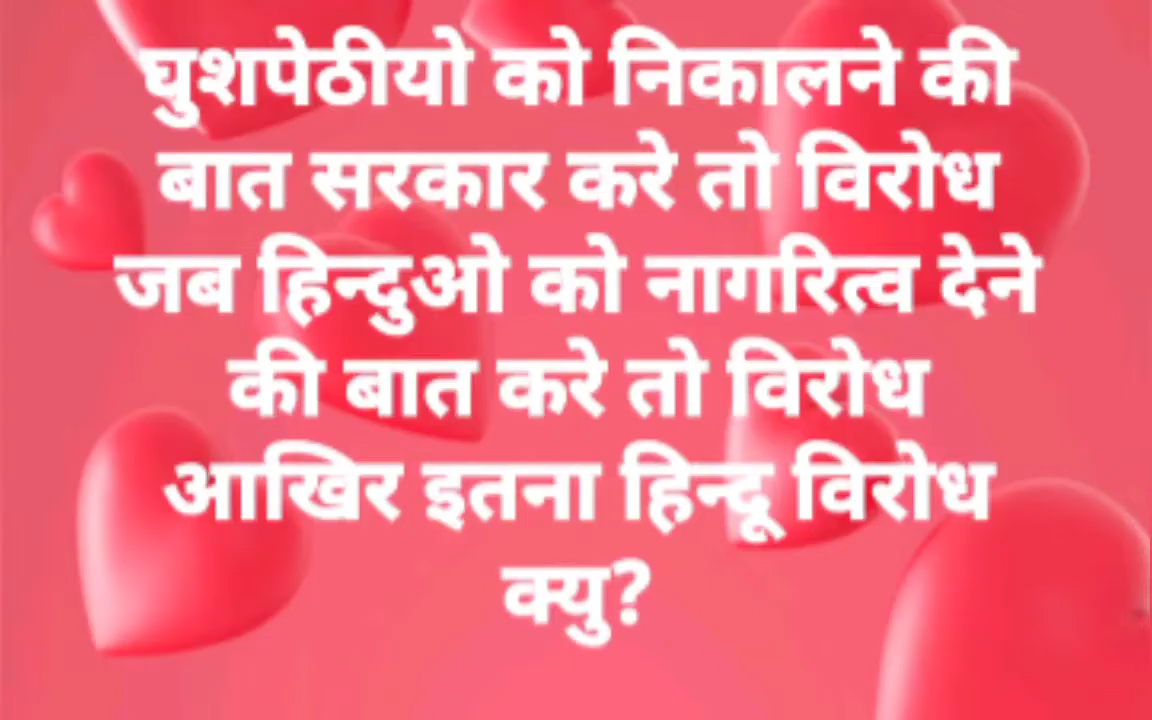 घुशपेठीयो को निकालने की
बात सरकार करे तो विरोध
जब हिन्दुओ को नागरित्व देने
की बात करे तो विरोध
आखिर इतना हिन्दू विरोध
क्यु?